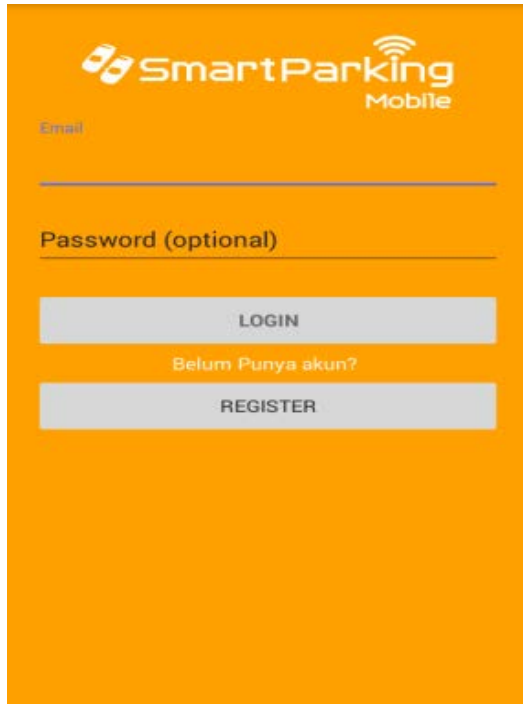 SmartParking
Mobile
Email
Password (optional)
LOGIN
Belum Punya akun?
REGISTER